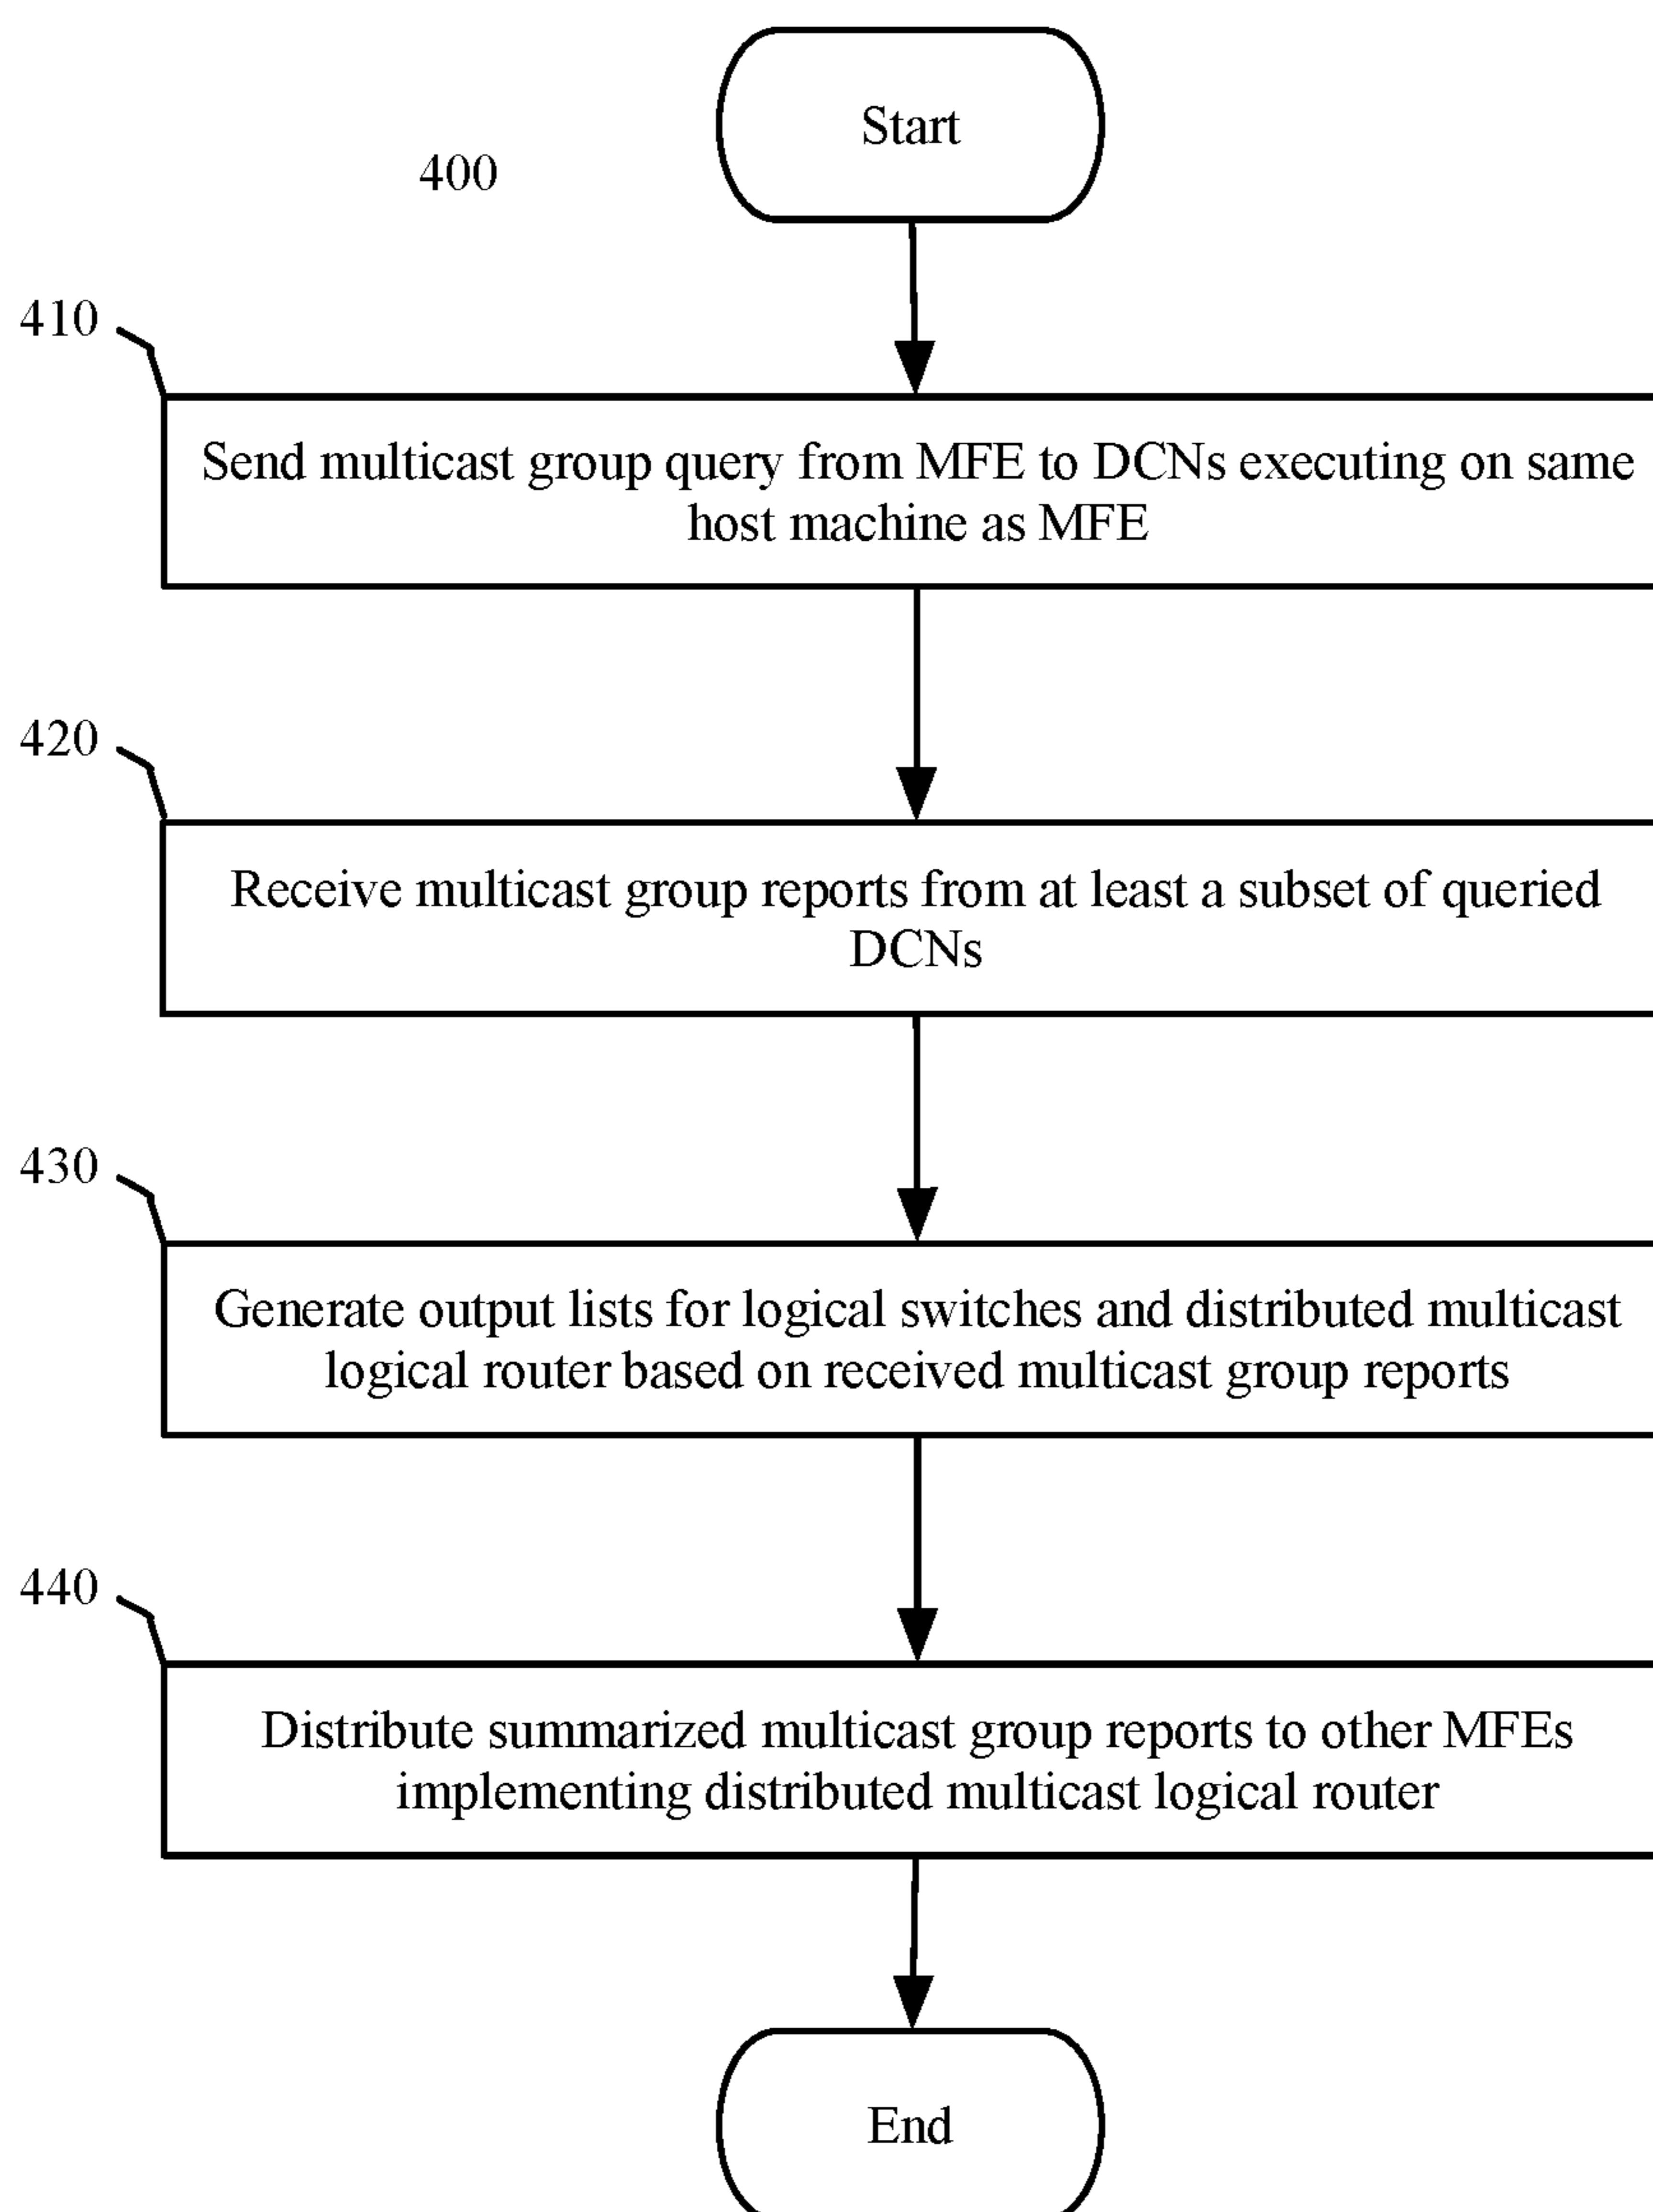 Start
400
410
Send multicast group query from MFE to DCNs executing on same
host machine as MFE
420
Receive multicast group reports from at least a subset of queried
DCNs
430
Generate output lists for logical switches and distributed multicast
logical router based on received multicast group reports
440
Distribute summarized multicast group reports to other MFEs
implementing distributed multicast logical router
End